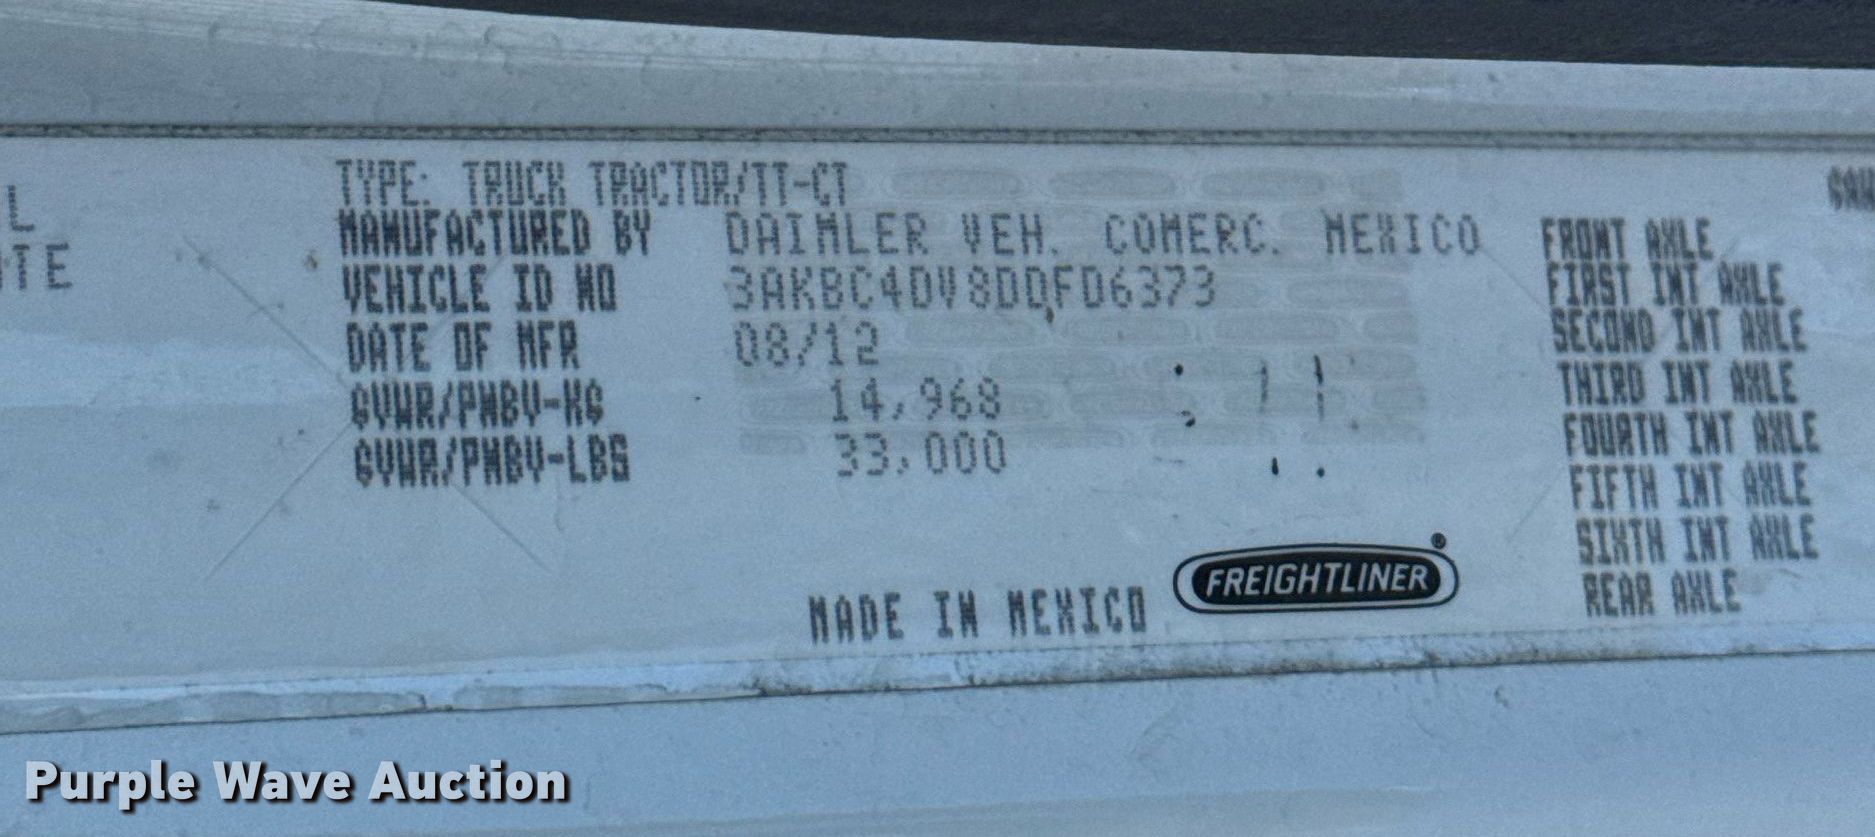 TYPE: TRUCK TRACTOR/TT-CT
MANUFACTURED BY DAIMLER VEH. COMERC. MEXICO
VEHICLE ID NO 3AKBC4DV8DDFD6373
DATE OF MFR 08/12
GVWR/PNBV-KG 14,968
GVWR/PNBV-LBS 33,000
MADE IN MEXICO
FREIGHTLINER®
FRONT AXLE
FIRST INT AXLE
SECOND INT AXLE
THIRD INT AXLE
FOURTH INT AXLE
FIFTH INT AXLE
SIXTH INT AXLE
REAR AXLE
Purple Wave Auction